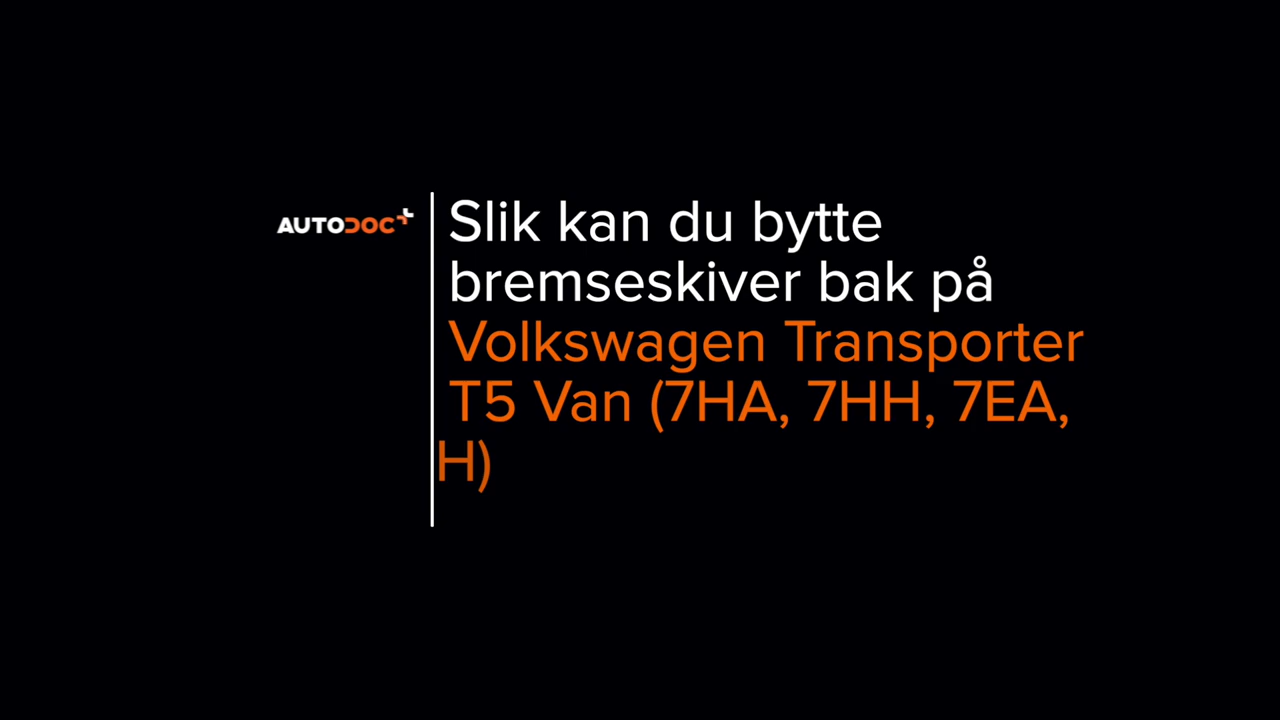 AUTODOC
Slik kan du bytte
bremseskiver bak på
Volkswagen Transporter
T5 Van (7HA, 7HH, 7EA,
H)